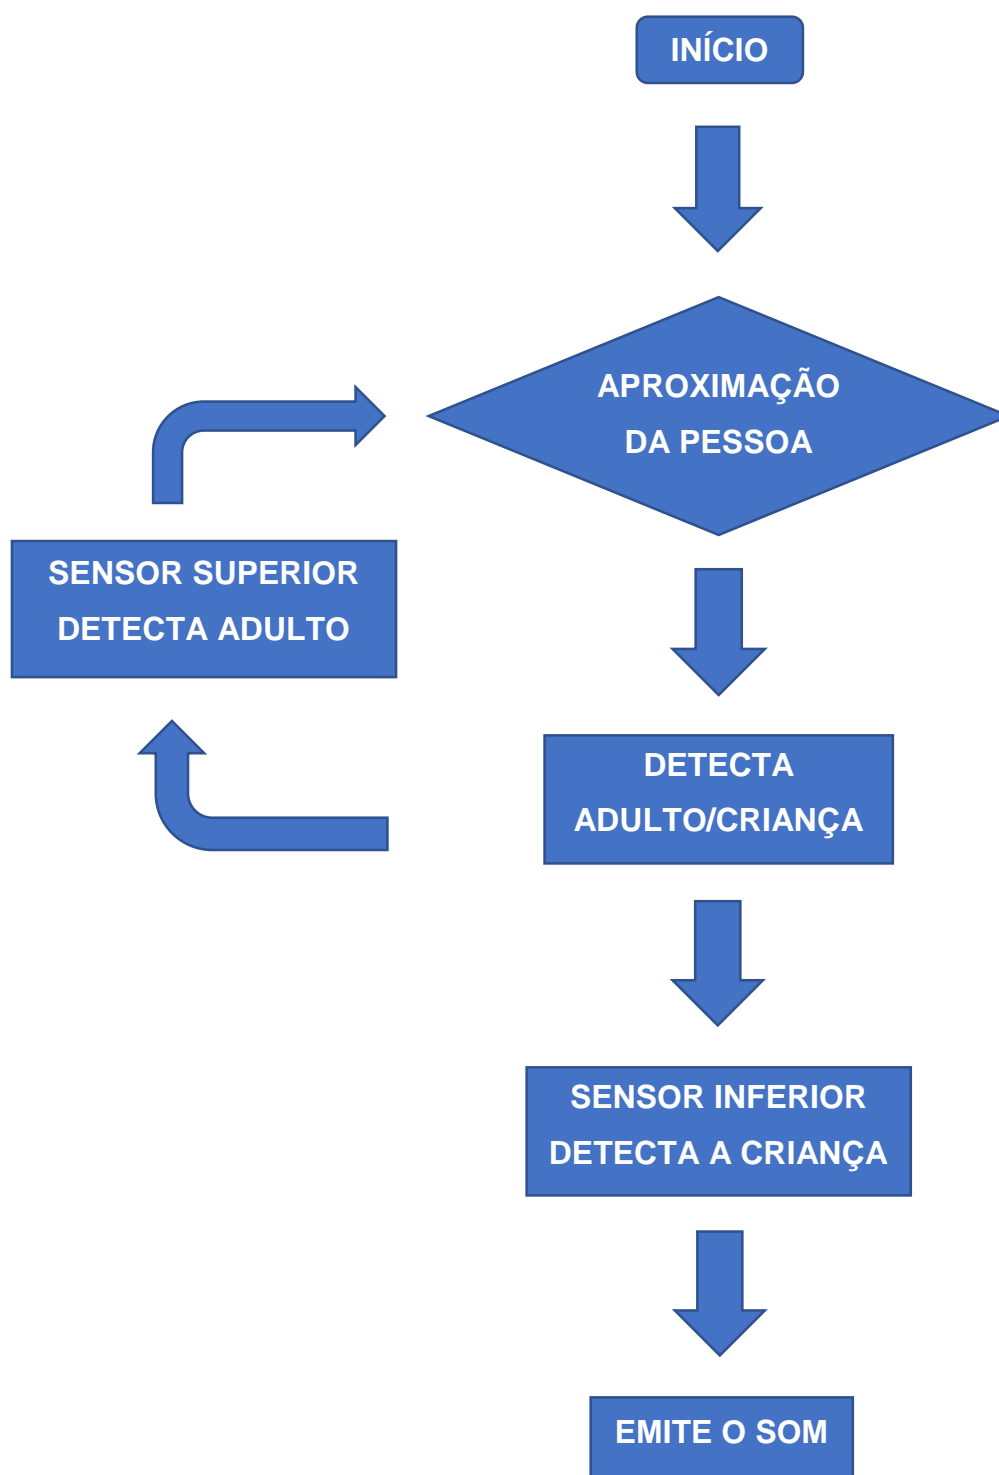 INÍCIO
APROXIMAÇÃO
DA PESSOA
SENSOR SUPERIOR
DETECTA ADULTO
DETECTA
ADULTO/CRIANÇA
SENSOR INFERIOR
DETECTA A CRIANÇA
EMITE O SOM